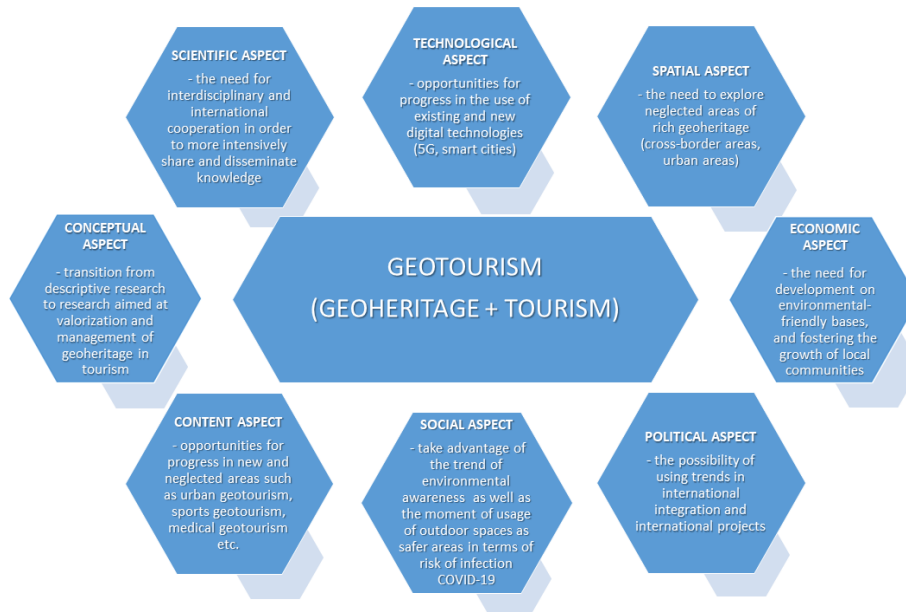 SCIENTIFIC ASPECT
- the need for
interdisciplinary and
international
cooperation in order
to more intensively
share and disseminate
knowledge
TECHNOLOGICAL
ASPECT
- opportunities for
progress in the use of
existing and new
digital technologies
(5G, smart cities)
SPATIAL ASPECT
- the need to explore
neglected areas of
rich geoheritage
(cross-border areas,
urban areas)
CONCEPTUAL
ASPECT
- transition from
descriptive research
to research aimed at
valorization and
management of
geoheritage in
tourism
GEOTOURISM
(GEOHERITAGE + TOURISM)
ECONOMIC
ASPECT
- the need for
development on
environmental-
friendly bases,
and fostering the
growth of local
communities
CONTENT ASPECT
- opportunities for
progress in new and
neglected areas such
as urban geotourism,
sports geotourism,
medical geotourism
etc.
SOCIAL ASPECT
- take advantage of
the trend of
environmental
awareness as well as
the moment of usage
of outdoor spaces as
safer areas in terms of
risk of infection
COVID-19
POLITICAL ASPECT
- the possibility of
using trends in
international
integration and
international projects